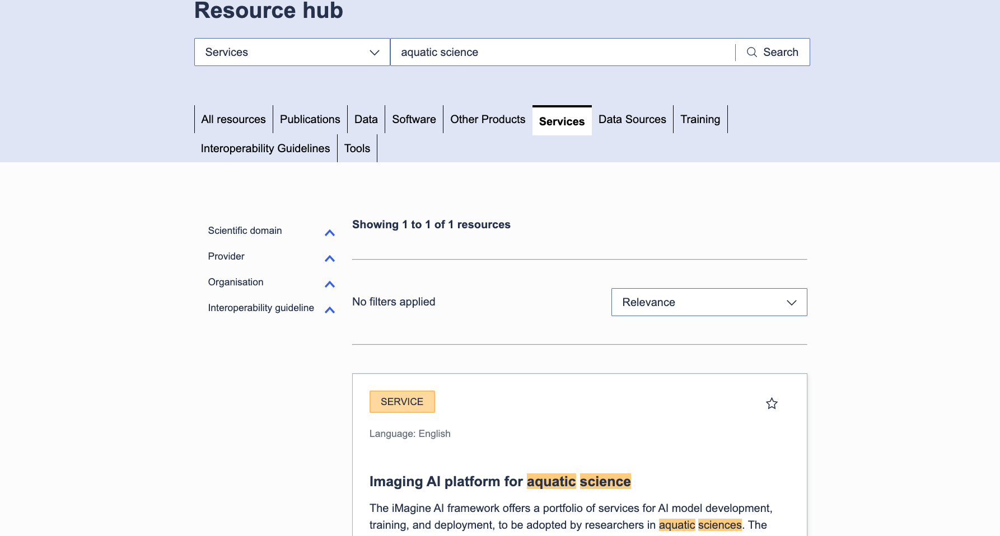 Resource hub
Services
aquatic science
Search
All resources
Publications
Data
Software
Other Products
Services
Data Sources
Training
Interoperability Guidelines
Tools
Scientific domain
Provider
Organisation
Interoperability guideline
Showing 1 to 1 of 1 resources
No filters applied
Relevance
SERVICE
Language: English
Imaging AI platform for aquatic science
The iMagine AI framework offers a portfolio of services for AI model development,
training, and deployment, to be adopted by researchers in aquatic sciences. The